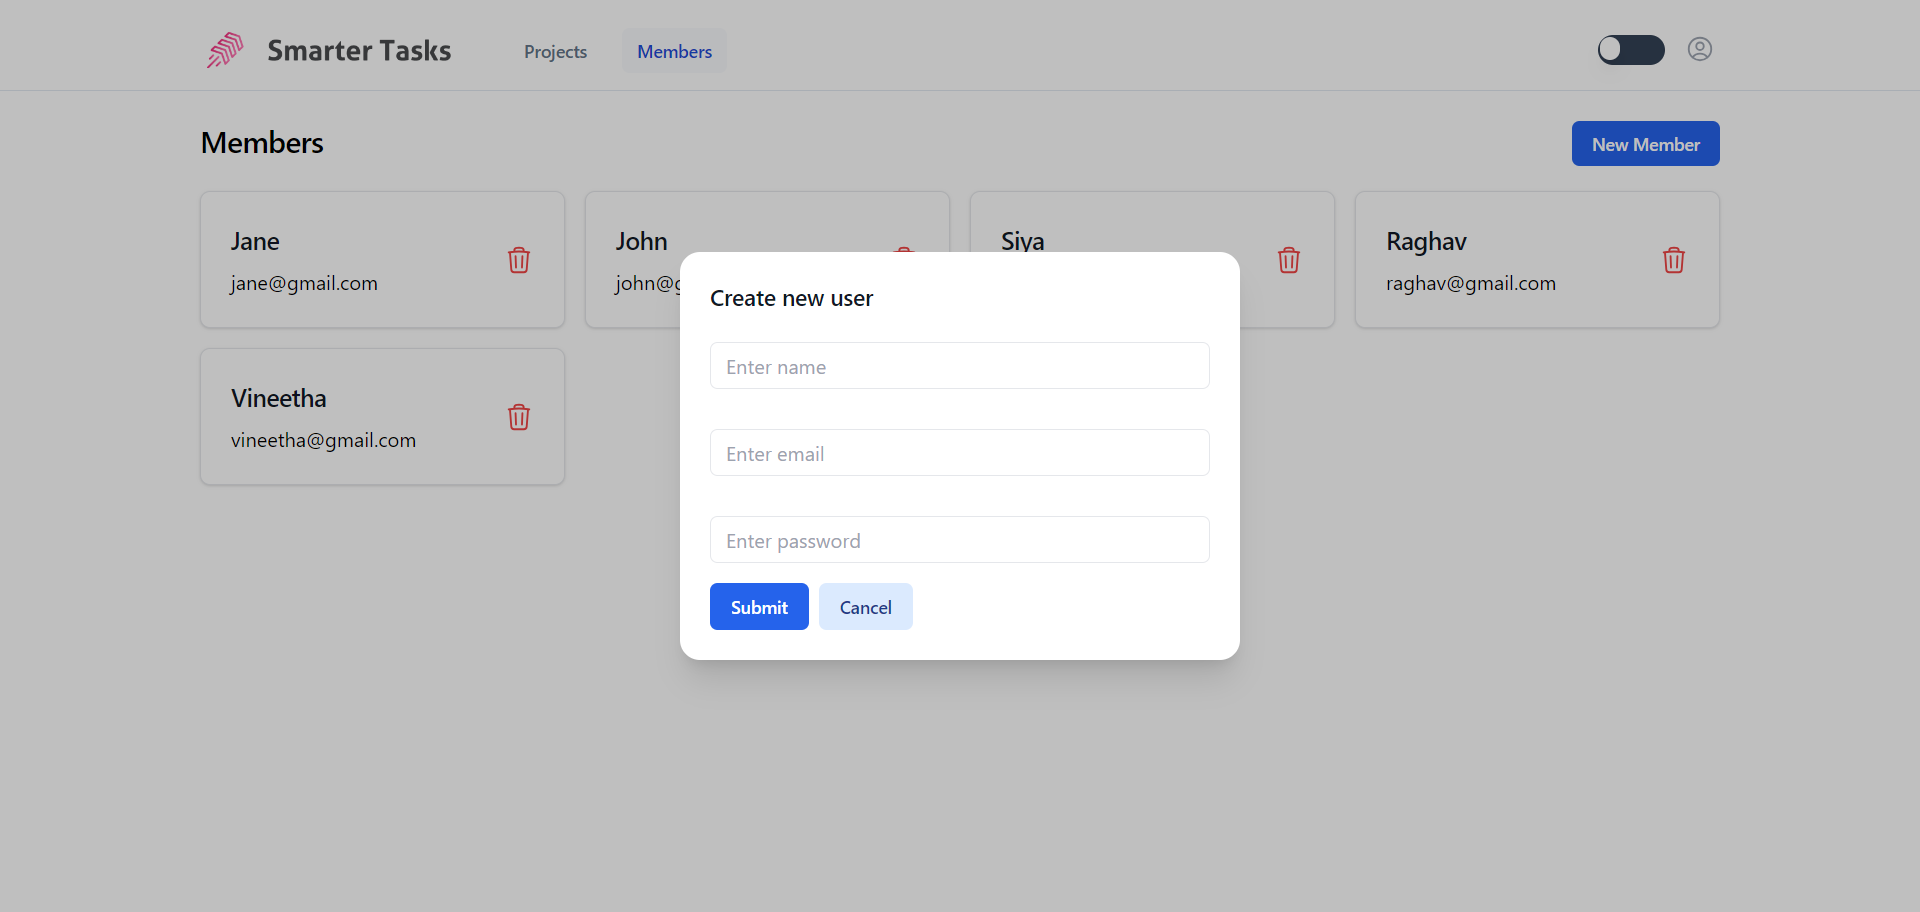 Smarter Tasks
Projects
Members
Members
New Member
Jane
jane@gmail.com
John
Siya
Raghav
raghav@gmail.com
Vineetha
vineetha@gmail.com
Create new user
Enter name
Enter email
Enter password
Submit
Cancel